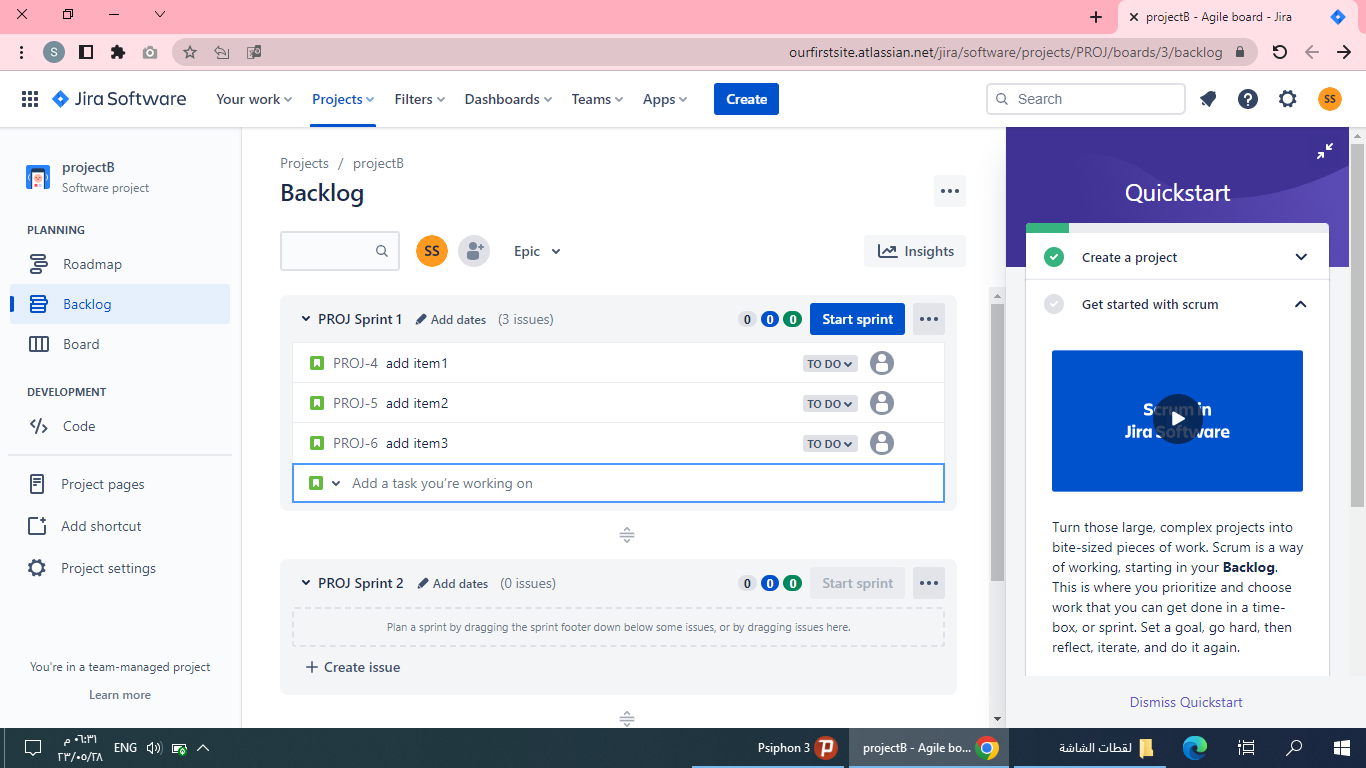 projectB - Agile board - Jira
S
ourfirstsite.atlassian.net/jira/software/projects/PROJ/boards/3/backlog
Jira Software
Your work
Projects
Filters
Dashboards
Teams
Apps
Create
Search
SS
projectB
Software project
PLANNING
Roadmap
Backlog
Board
DEVELOPMENT
Code
Project pages
Add shortcut
Project settings
You're in a team-managed project
Learn more
Projects / projectB
Backlog
SS
Epic
Insights
PROJ Sprint 1 Add dates (3 issues) 0 0 0 Start sprint
PROJ-4 add item1 TO DO
PROJ-5 add item2 TO DO
PROJ-6 add item3 TO DO
Add a task you're working on
PROJ Sprint 2 Add dates (0 issues) 0 0 0 Start sprint
Plan a sprint by dragging the sprint footer down below some issues, or by dragging issues here.
+ Create issue
Quickstart
Create a project
Get started with scrum
Scrum in
Jira Software
Turn those large, complex projects into
bite-sized pieces of work. Scrum is a way
of working, starting in your Backlog.
This is where you prioritize and choose
work that you can get done in a time-
box, or sprint. Set a goal, go hard, then
reflect, iterate, and do it again.
Dismiss Quickstart
٠٦:٣١ م
٢٣/٠٥/٢٨
ENG
Psiphon 3
projectB - Agile bo...
لقطات الشاشة